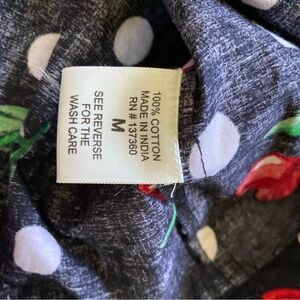 100% COTTON
MADE IN INDIA
RN # 137360
M
SEE REVERSE
FOR THE
WASH CARE